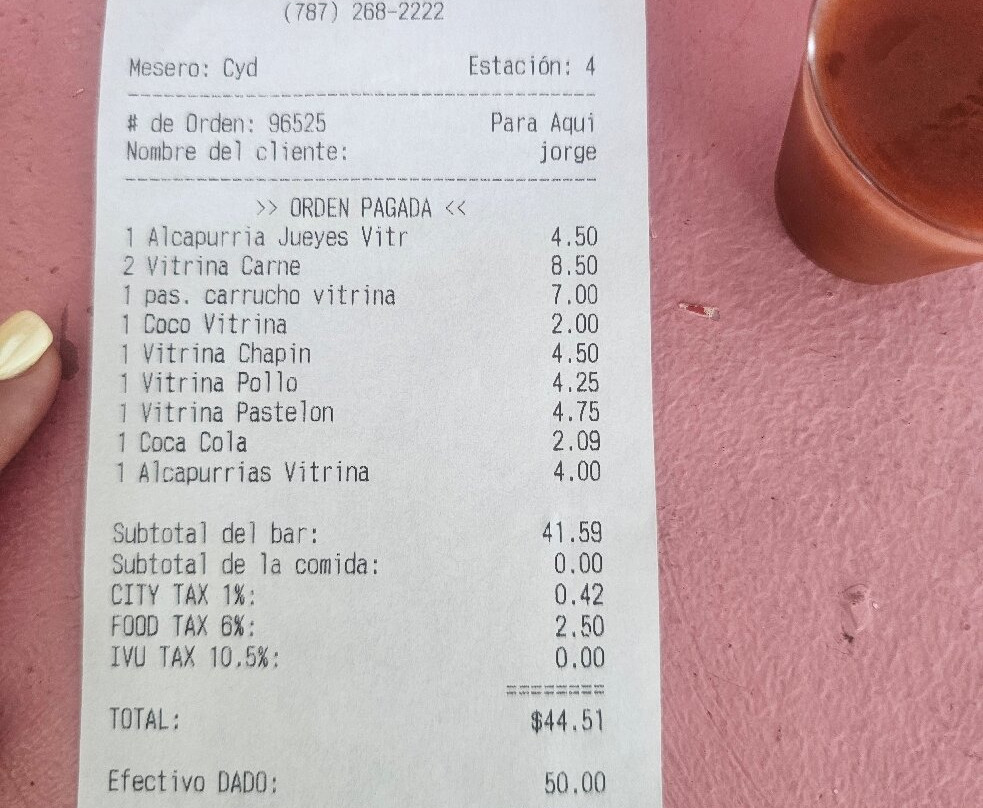 (787) 268-2222
Mesero: Cyd Estación: 4
# de Orden: 96525 Para Aqui
Nombre del cliente: jorge
>> ORDEN PAGADA <<
1 Alcapurria Jueyes Vitr 4.50
2 Vitrina Carne 8.50
1 pas. carrucho vitrina 7.00
1 Coco Vitrina 2.00
1 Vitrina Chapin 4.50
1 Vitrina Pollo 4.25
1 Vitrina Pastelon 4.75
1 Coca Cola 2.09
1 Alcapurrias Vitrina 4.00
Subtotal del bar: 41.59
Subtotal de la comida: 0.00
CITY TAX 1%: 0.42
FOOD TAX 6%: 2.50
IVU TAX 10.5%: 0.00
========
TOTAL: $44.51
Efectivo DADO: 50.00